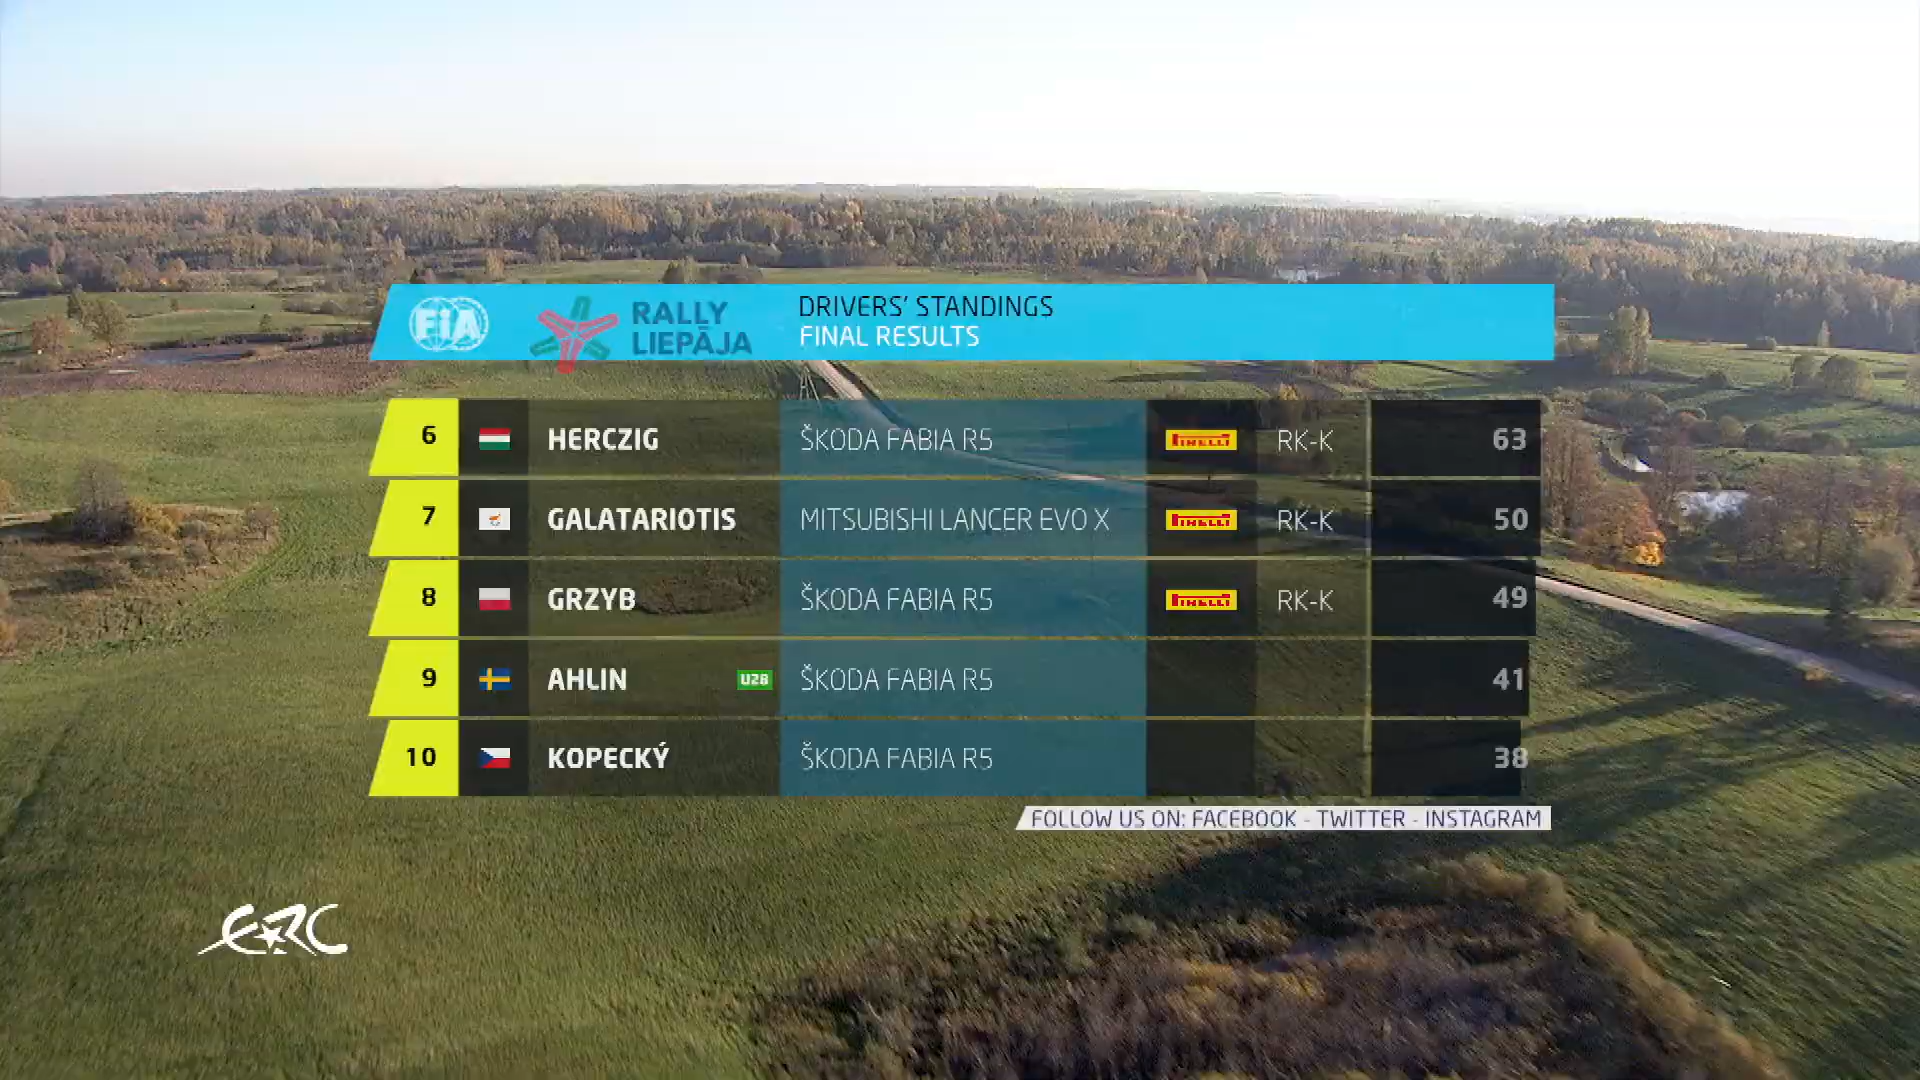 FiA
RALLY
LIEPĀJA
DRIVERS' STANDINGS
FINAL RESULTS
6 HERCZIG ŠKODA FABIA R5 PIRELLI RK-K 63
7 GALATARIOTIS MITSUBISHI LANCER EVO X PIRELLI RK-K 50
8 GRZYB ŠKODA FABIA R5 PIRELLI RK-K 49
9 AHLIN U28 ŠKODA FABIA R5 41
10 KOPECKÝ ŠKODA FABIA R5 38
FOLLOW US ON: FACEBOOK - TWITTER - INSTAGRAM
ERC